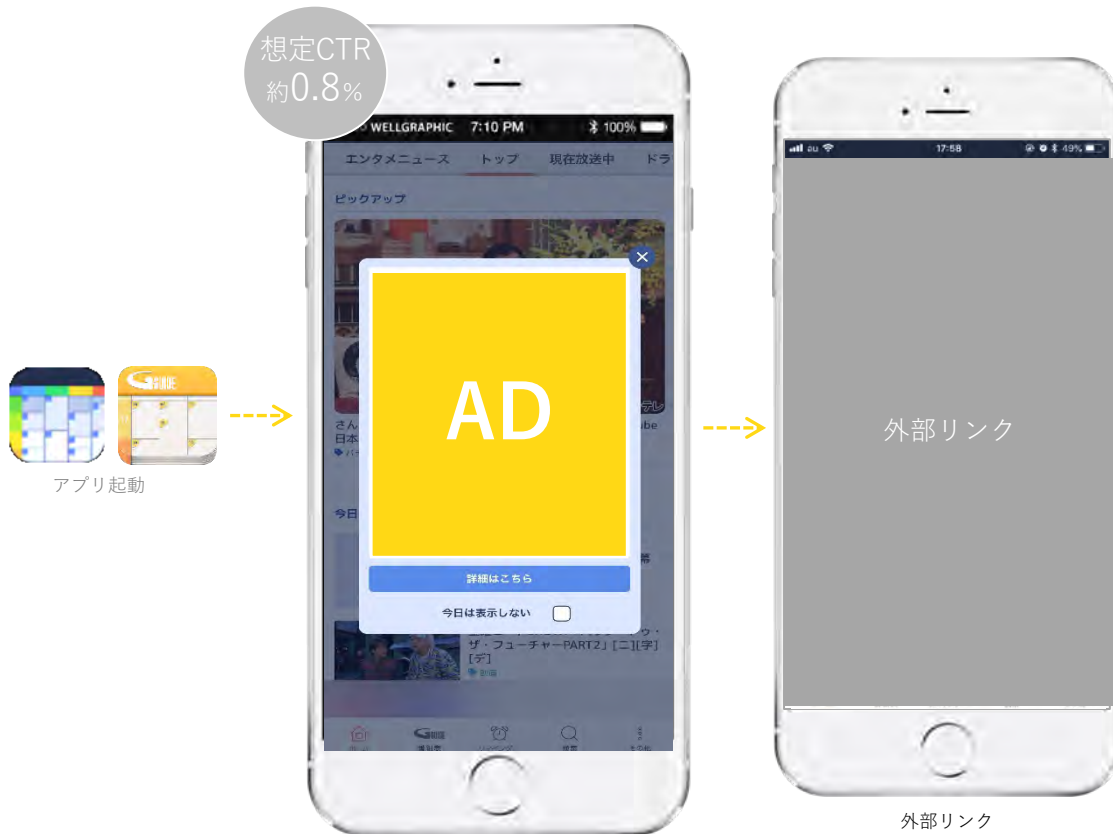 想定CTR
約0.8%
WELLGRAPHIC 7:10 PM 100%
エンタメニュース トップ 現在放送中 ドラ
ピックアップ
AD
詳細はこちら
今日は表示しない
ザ・フューチャーPART2」[二][字]
[デ]
GGUIDE
アプリ起動
au 17:58 49%
外部リンク
外部リンク